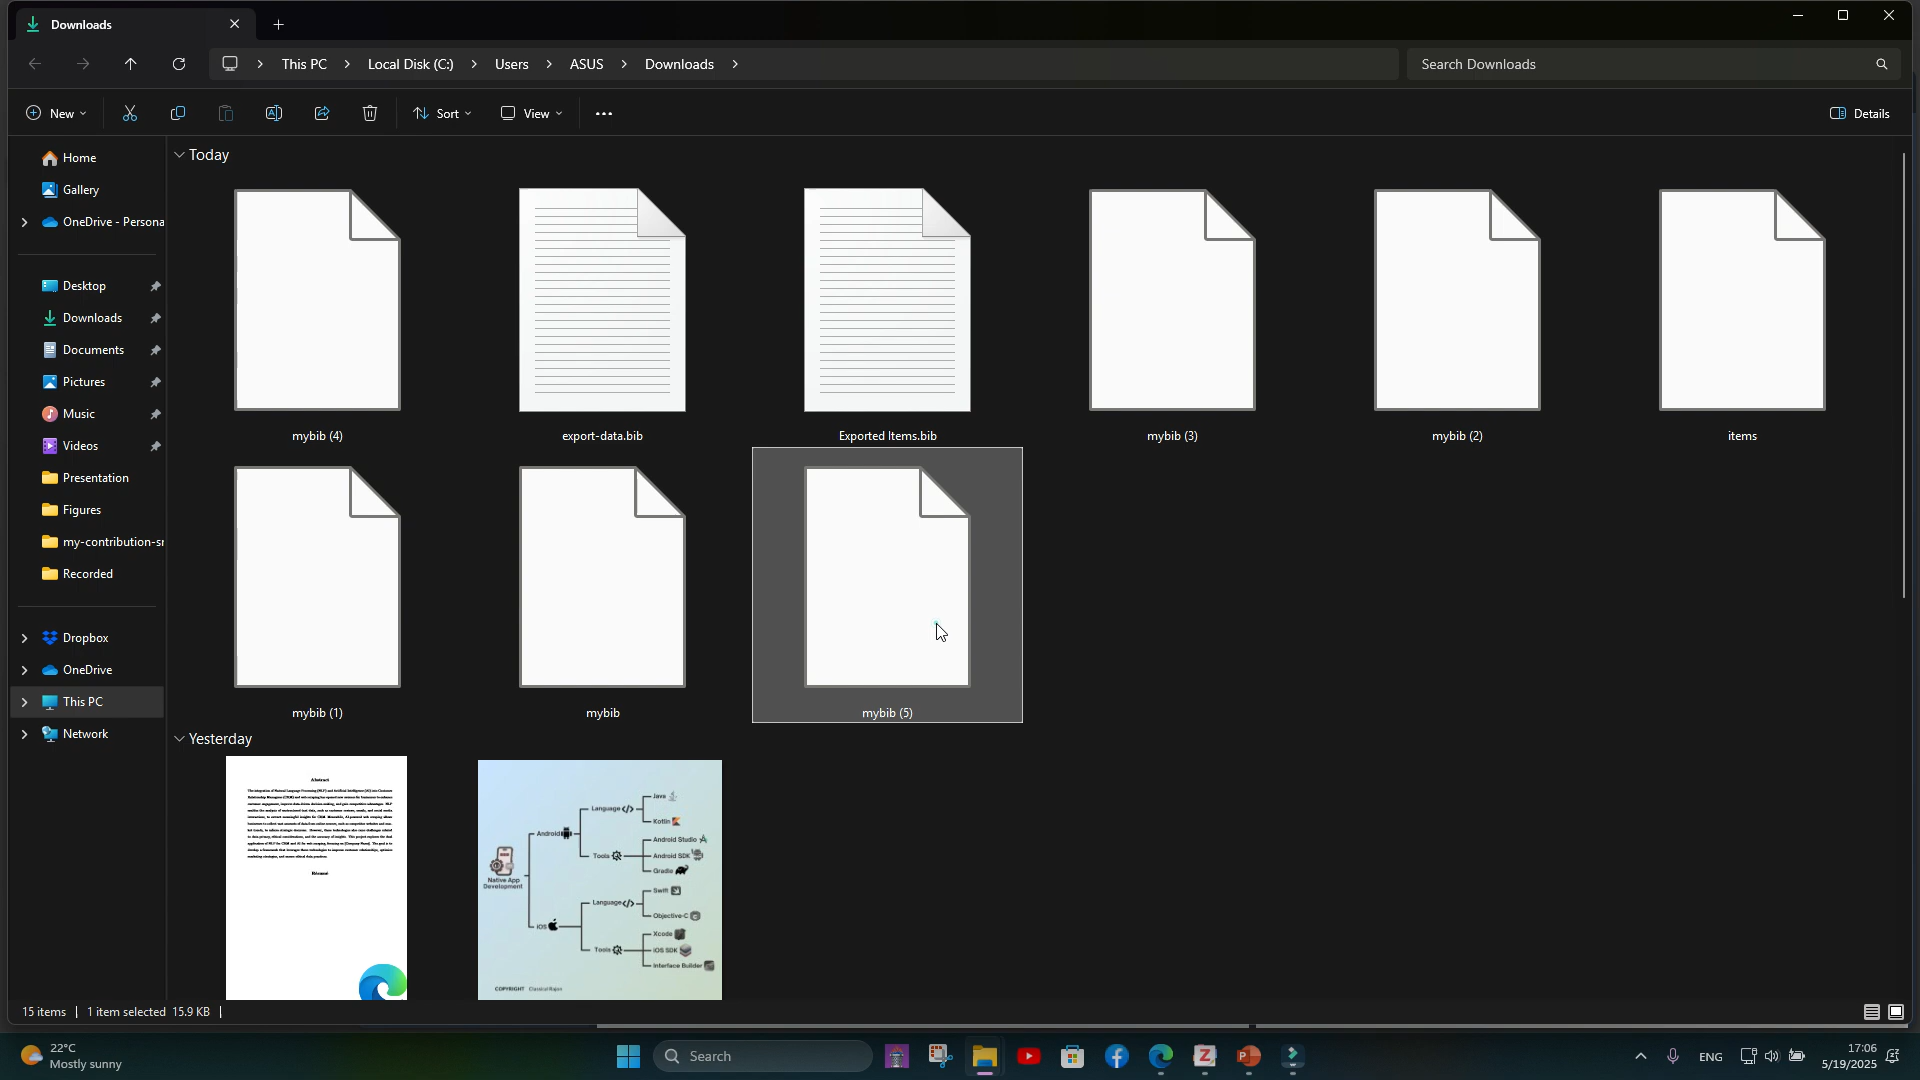 Downloads
This PC
Local Disk (C:)
Users
ASUS
Downloads
Search Downloads
New
Sort
View
Details
Home
Gallery
OneDrive - Persona
Desktop
Downloads
Documents
Pictures
Music
Videos
Presentation
Figures
my-contribution-sr
Recorded
Dropbox
OneDrive
This PC
Network
Today
mybib (4)
export-data.bib
Exported Items.bib
mybib (3)
mybib (2)
items
mybib (1)
mybib
mybib (5)
Yesterday
Abstract
Résumé
Native App
Development
Android
Language </>
Java
Kotlin
Tools
Android Studio
Android SDK
Gradle
iOS
Language </>
Swift
Objective-C
Tools
Xcode
iOS SDK
Interface Builder
COPYRIGHT
15 items
1 item selected 15.9 KB
22°C
Mostly sunny
Search
ENG
17:06
5/19/2025